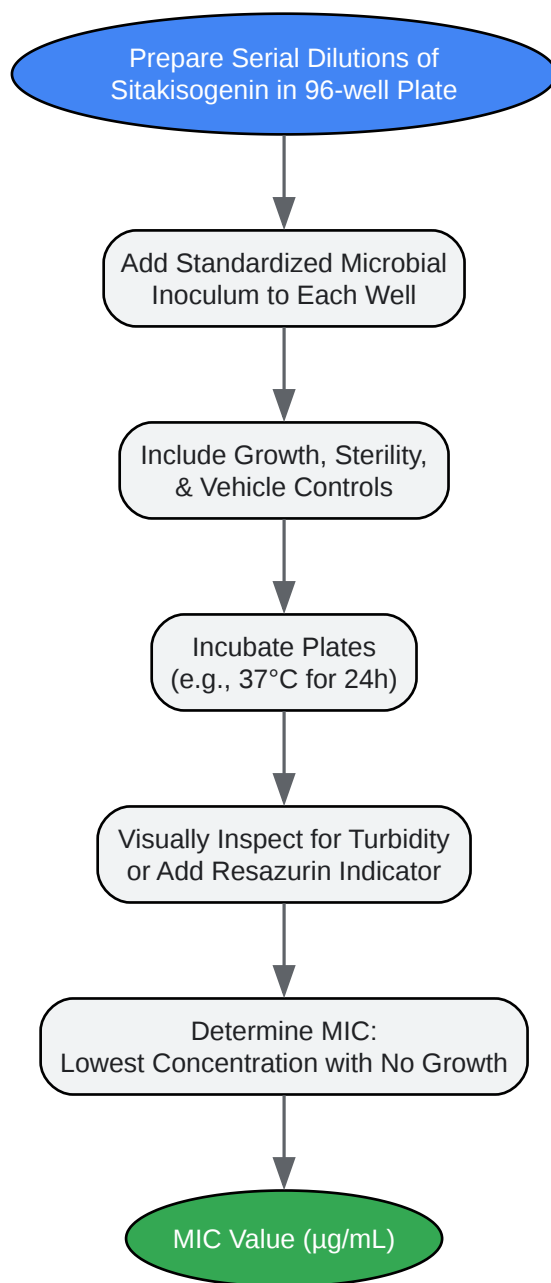 Prepare Serial Dilutions of
Sitakisogenin in 96-well Plate
Add Standardized Microbial
Inoculum to Each Well
Include Growth, Sterility,
& Vehicle Controls
Incubate Plates
(e.g., 37°C for 24h)
Visually Inspect for Turbidity
or Add Resazurin Indicator
Determine MIC:
Lowest Concentration with No Growth
MIC Value (µg/mL)